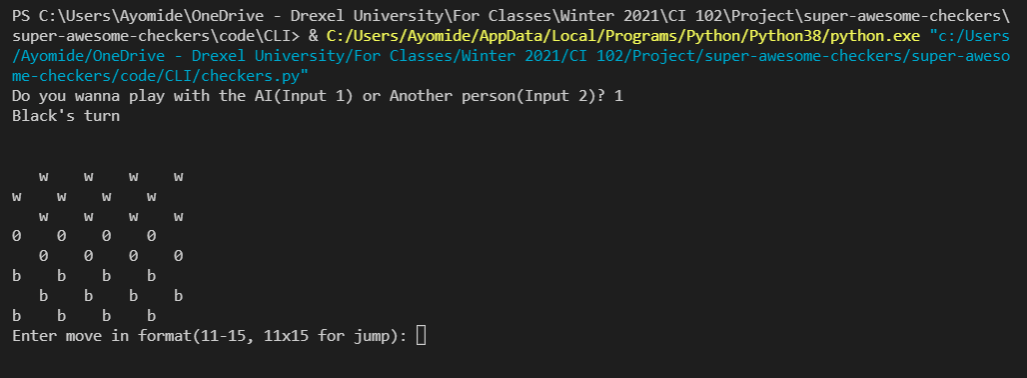 PS C:\Users\Ayomide\OneDrive - Drexel University\For Classes\Winter 2021\CI 102\Project\super-awesome-checkers\
super-awesome-checkers\code\CLI> & C:/Users/Ayomide/AppData/Local/Programs/Python/Python38/python.exe "c:/Users
/Ayomide/OneDrive - Drexel University/For Classes/Winter 2021/CI 102/Project/super-awesome-checkers/super-aweso
me-checkers/code/CLI/checkers.py"
Do you wanna play with the AI(Input 1) or Another person(Input 2)? 1
Black's turn
   w    w    w    w
w    w    w    w
   w    w    w    w
0    0    0    0
   0    0    0    0
b    b    b    b
   b    b    b    b
b    b    b    b
Enter move in format(11-15, 11x15 for jump):